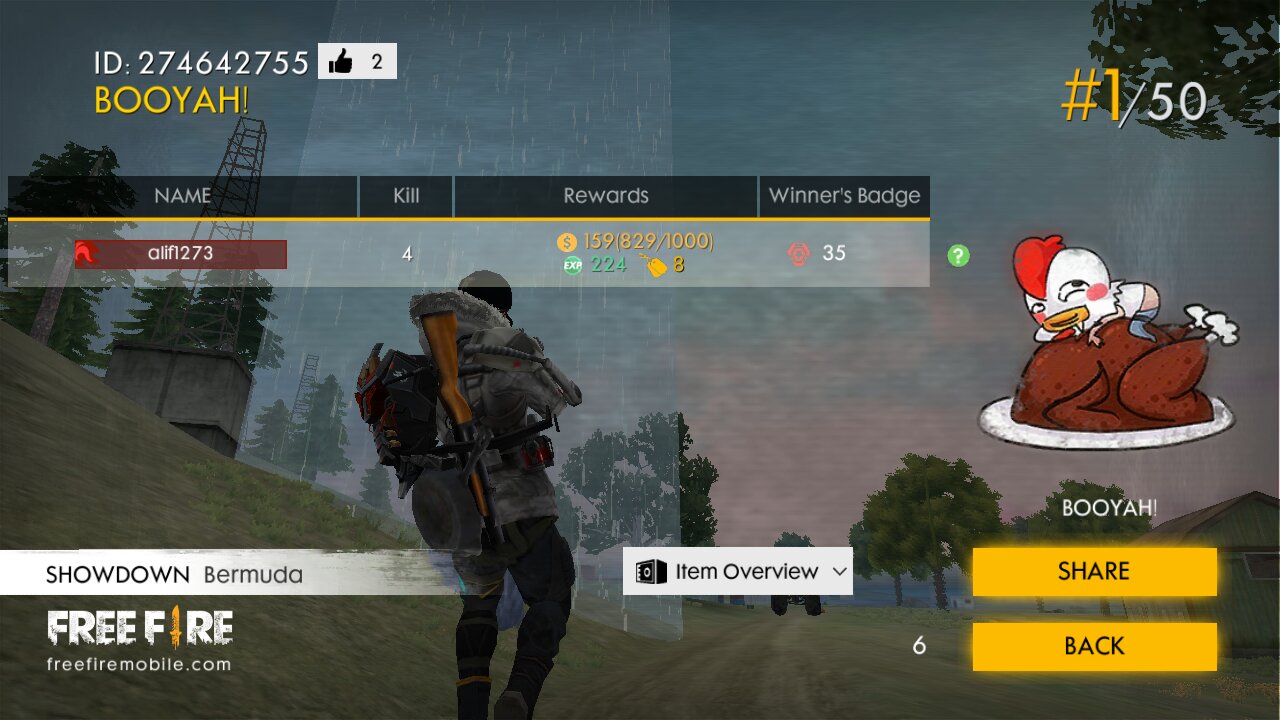 ID: 274642755 2
BOOYAH!
#1/50
NAME Kill Rewards Winner's Badge
alif1273 4 $ 159(829/1000) 35 ?
EXP 224 8
BOOYAH!
SHOWDOWN Bermuda
Item Overview
SHARE
FREE FIRE
freefiremobile.com
6
BACK